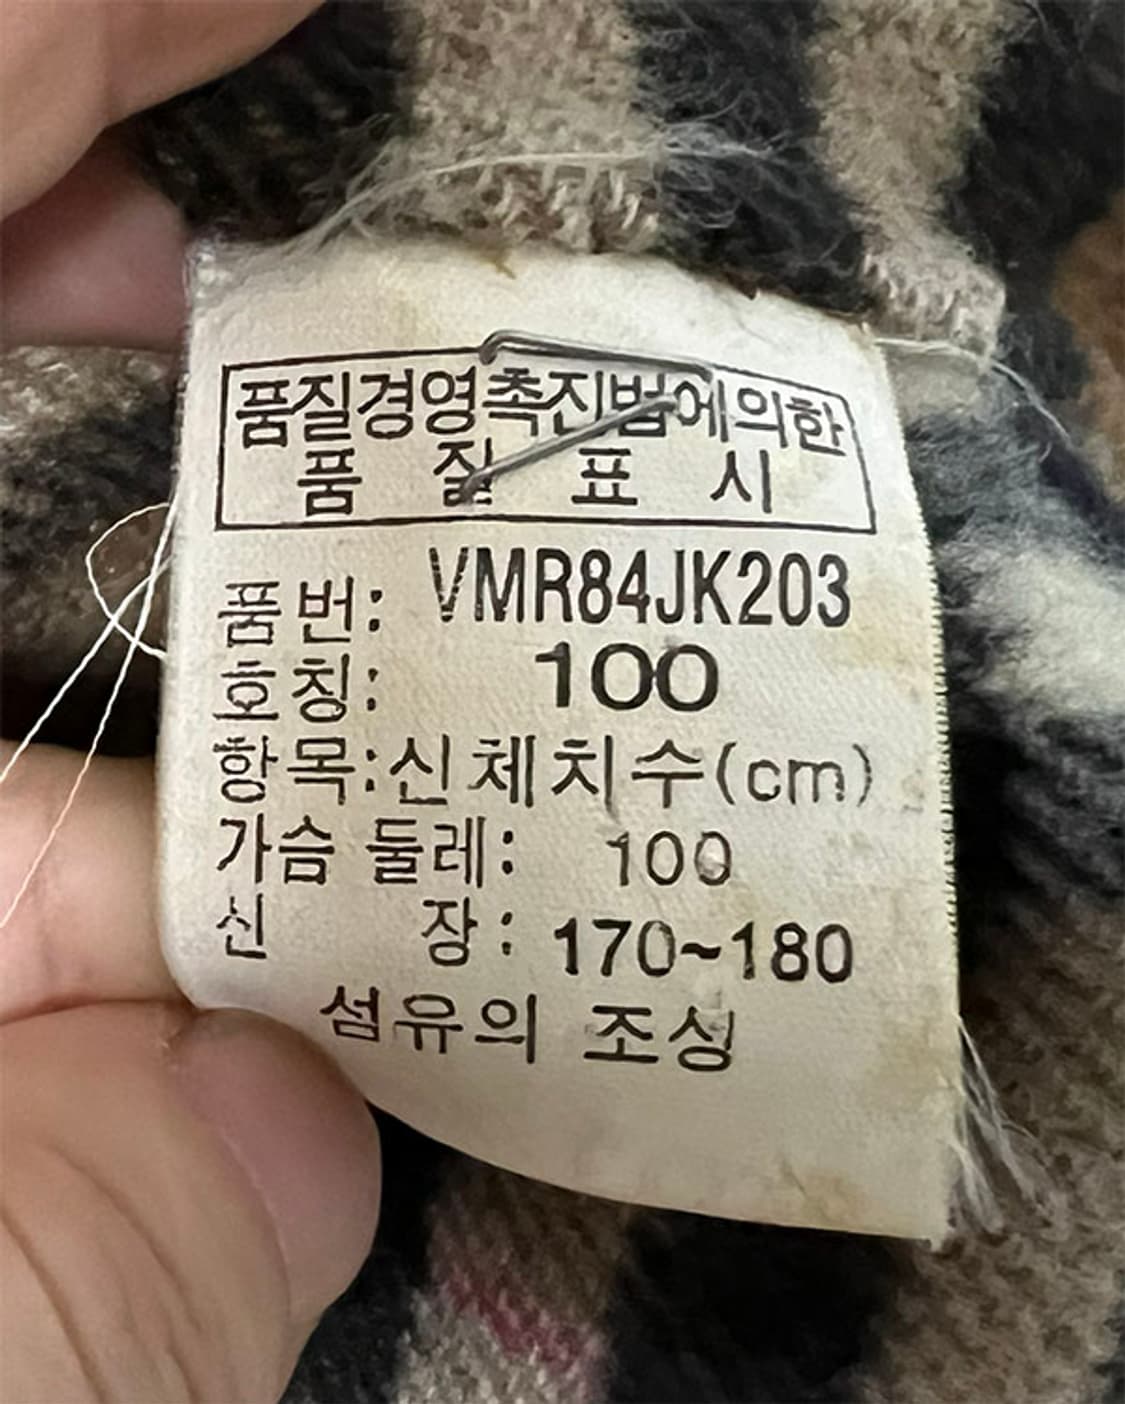 품질경영촉진법에의한
품 질 표 시
품번: VMR84JK203
호칭: 100
항목:신체치수(cm)
가슴 둘레: 100
신 장: 170~180
섬유의 조성